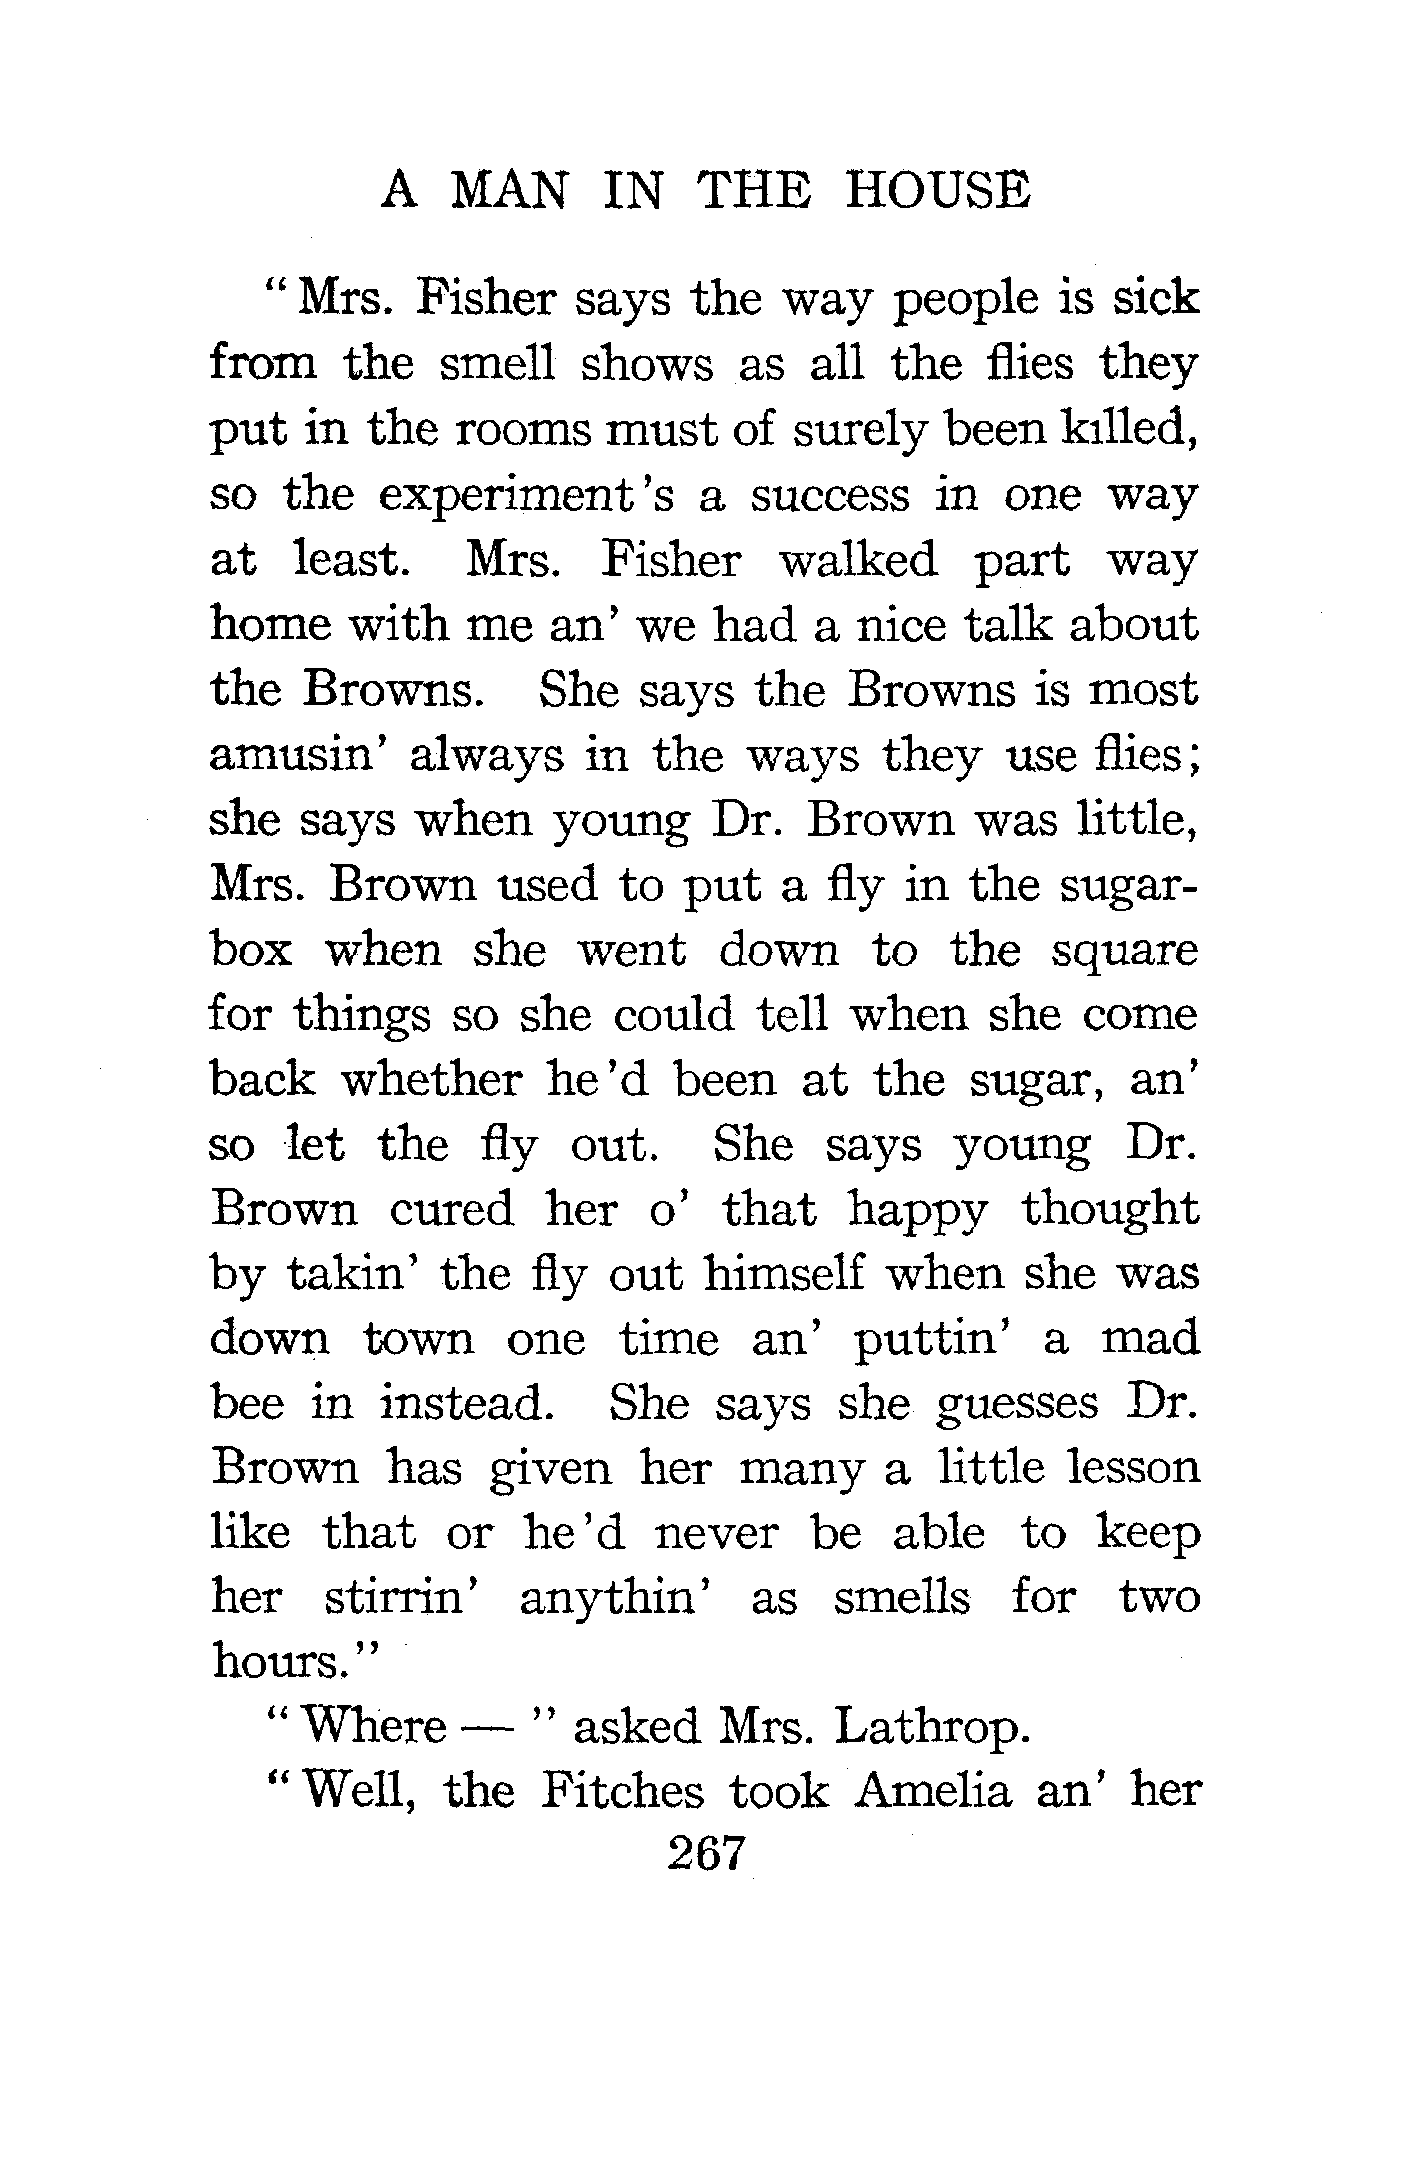 A MAN IN THE HOUSE
“Mrs. Fisher says the way people is sick
from the smell shows as all the flies they
put in the rooms must of surely been killed,
so the experiment's a success in one way
at least. Mrs. Fisher walked part way
home with me an' we had a nice talk about
the Browns. She says the Browns is most
amusin' always in the ways they use flies;
she says when young Dr. Brown was little,
Mrs. Brown used to put a fly in the sugar-
box when she went down to the square
for things so she could tell when she come
back whether he'd been at the sugar, an'
so let the fly out. She says young Dr.
Brown cured her o' that happy thought
by takin' the fly out himself when she was
down town one time an' puttin' a mad
bee in instead. She says she guesses Dr.
Brown has given her many a little lesson
like that or he'd never be able to keep
her stirrin' anythin' as smells for two
hours.”
“Where — ” asked Mrs. Lathrop.
“Well, the Fitches took Amelia an' her
267